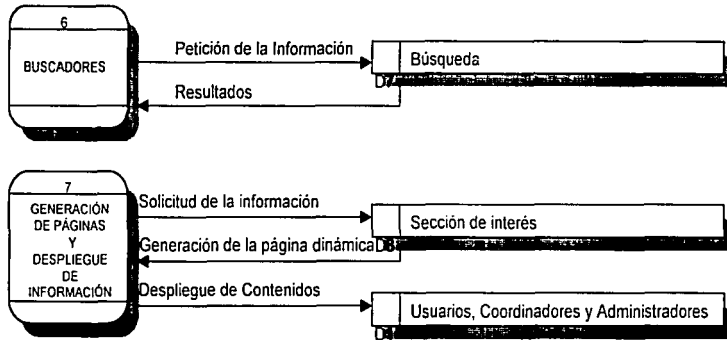 6
BUSCADORES
Petición de la Información
Búsqueda
Resultados
7
GENERACIÓN
DE PÁGINAS
Y
DESPLIEGUE
DE
INFORMACIÓN
Solicitud de la información
Sección de interés
Generación de la página dinámica
Despliegue de Contenidos
Usuarios, Coordinadores y Administradores